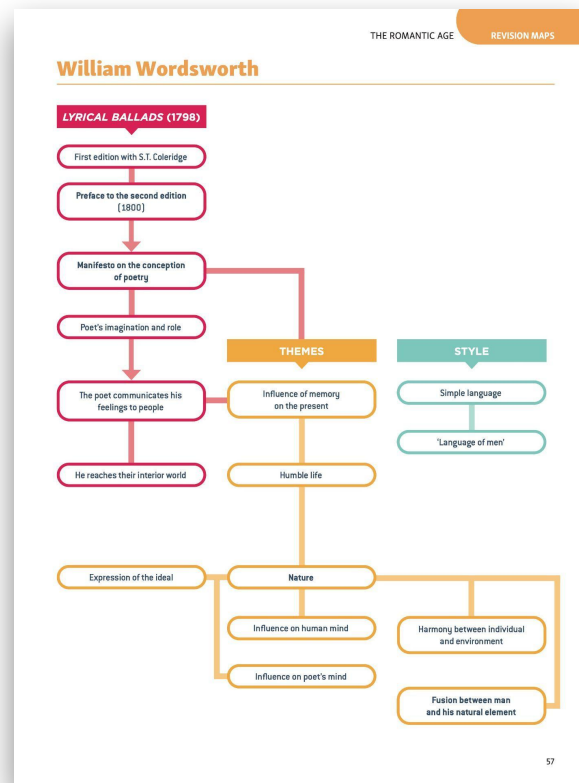 THE ROMANTIC AGE
REVISION MAPS
William Wordsworth
LYRICAL BALLADS (1798)
First edition with S.T. Coleridge
Preface to the second edition
(1800)
Manifesto on the conception
of poetry
Poet's imagination and role
The poet communicates his
feelings to people
He reaches their interior world
THEMES
Influence of memory
on the present
Humble life
Nature
Expression of the ideal
Influence on human mind
Influence on poet's mind
Harmony between individual
and environment
Fusion between man
and his natural element
STYLE
Simple language
'Language of men'
57